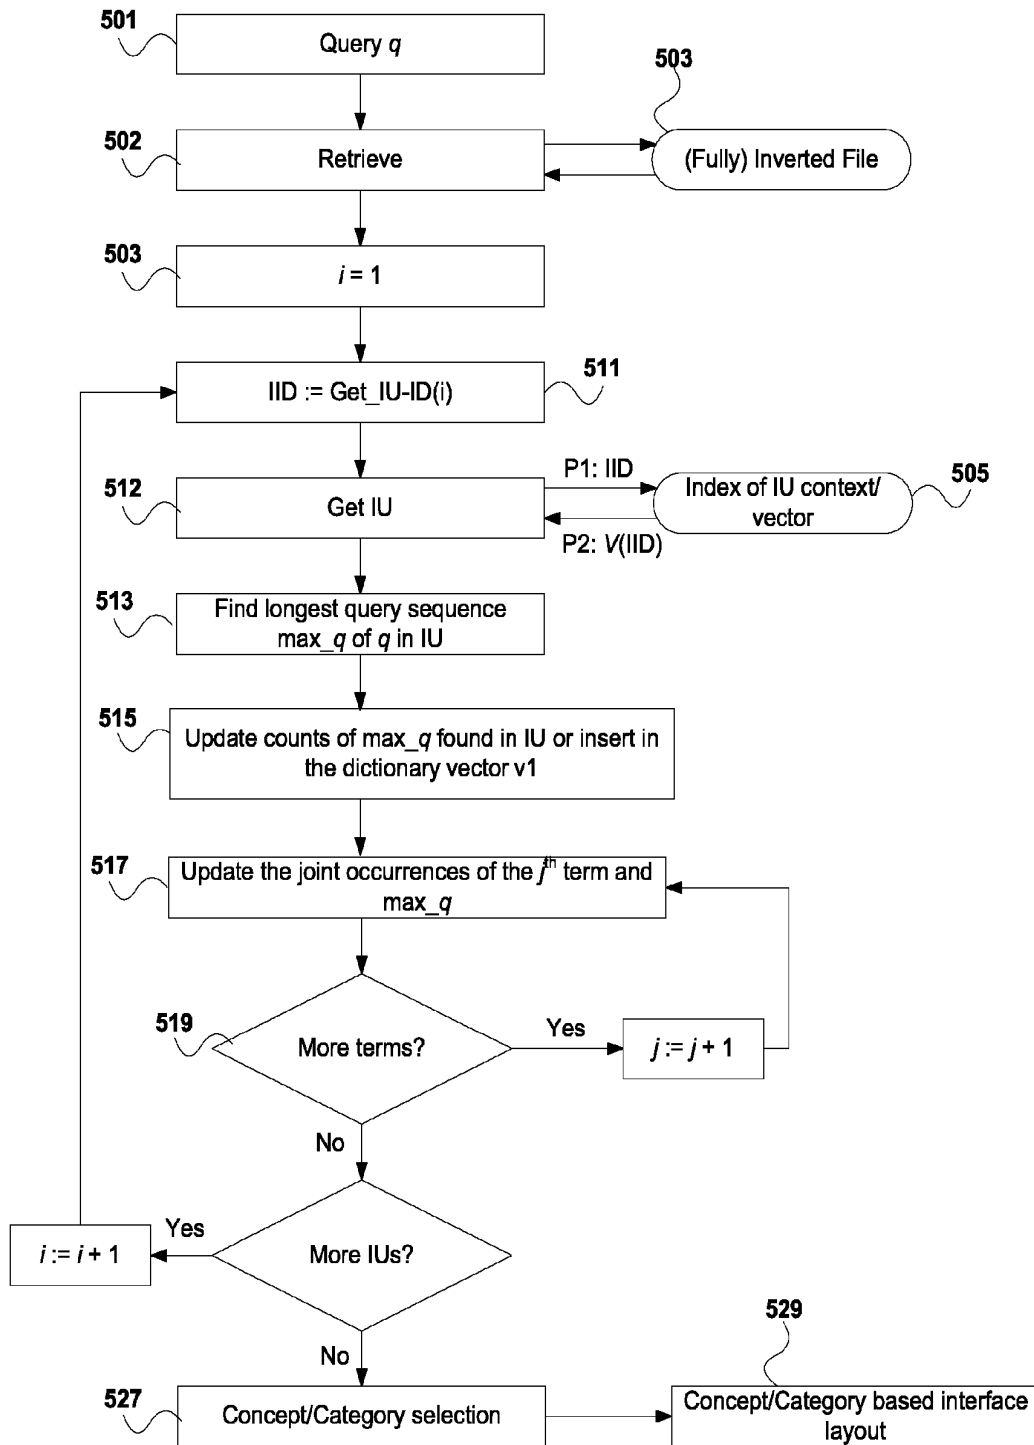 501
Query q
503
502
Retrieve
(Fully) Inverted File
503
i = 1
IID := Get_IU-ID(i)
511
P1: IID
512
Get IU
Index of IU context/
vector
505
P2: V(IID)
513
Find longest query sequence
max_q of q in IU
515
Update counts of max_q found in IU or insert in
the dictionary vector v1
517
Update the joint occurrences of the jth term and
max_q
519
More terms?
Yes
j := j + 1
No
Yes
i := i + 1
More IUs?
No
529
527
Concept/Category selection
Concept/Category based interface
layout